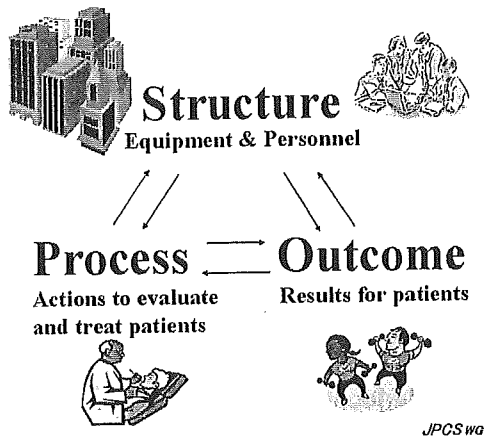 Structure
Equipment & Personnel
Process
Actions to evaluate
and treat patients
Outcome
Results for patients
JPCS WG